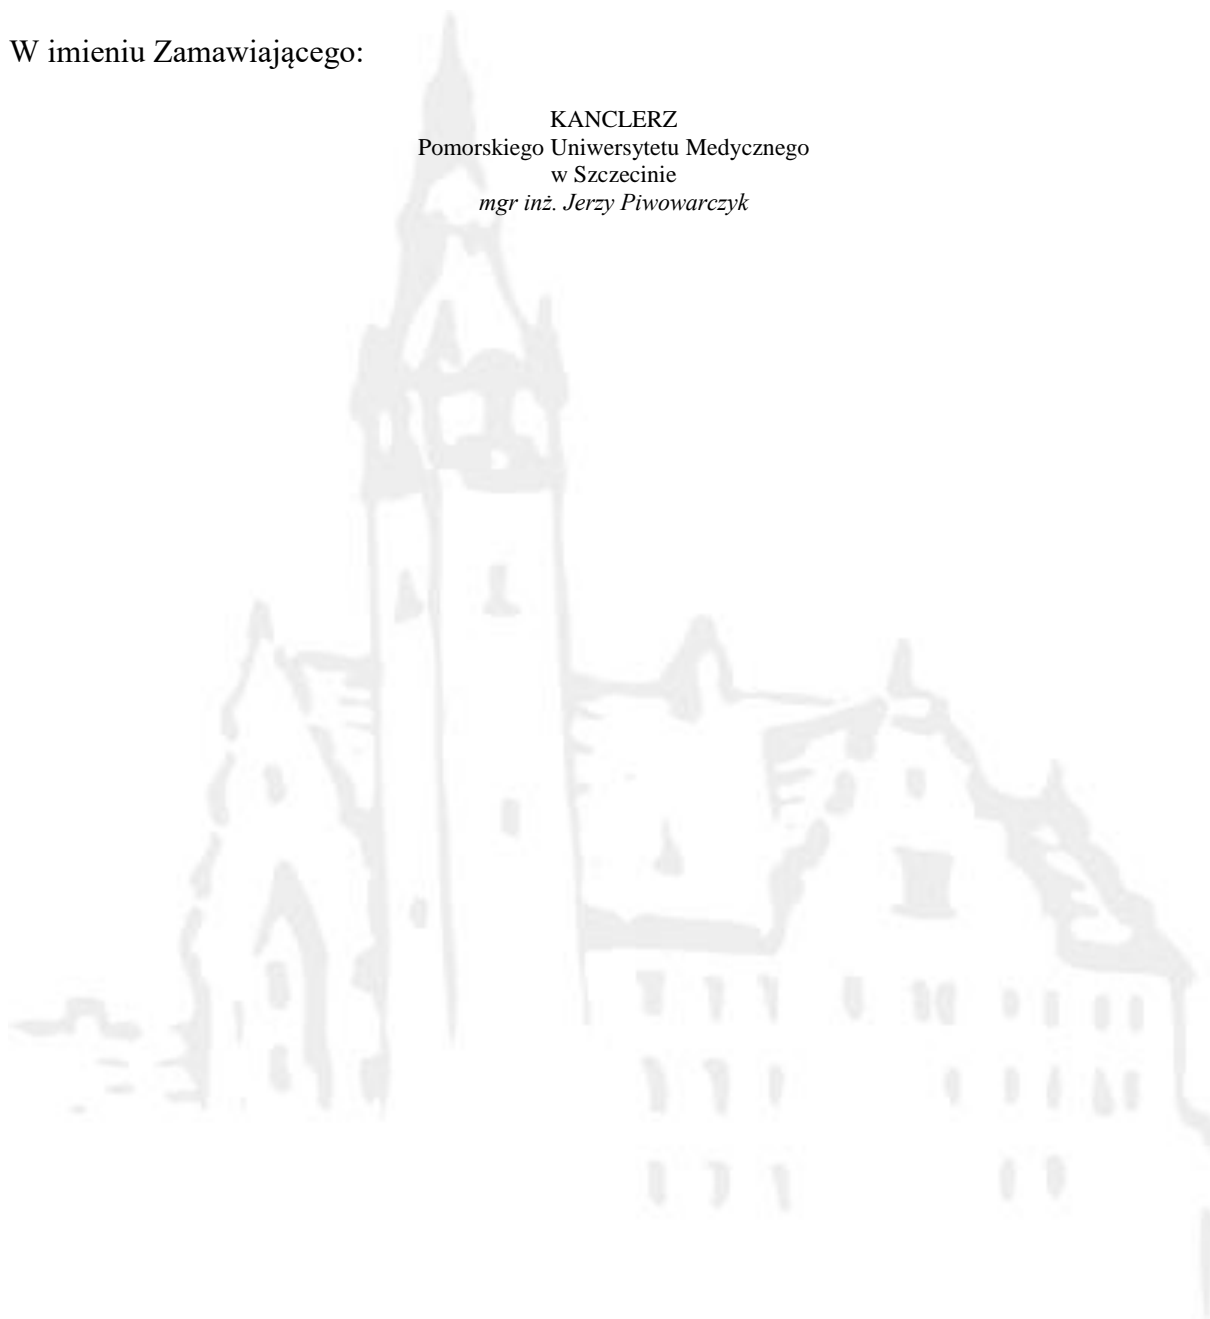 W imieniu Zamawiającego:
KANCLERZ
Pomorskiego Uniwersytetu Medycznego
w Szczecinie
mgr inż. Jerzy Piwowarczyk